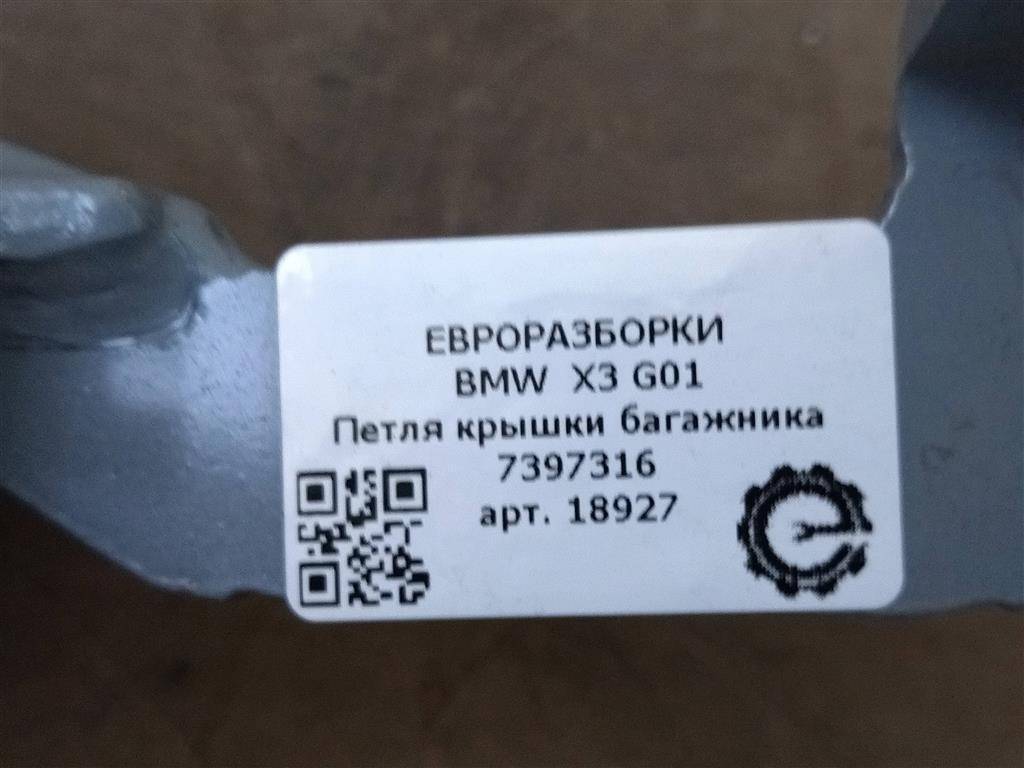 ЕВРОРАЗБОРКИ
BMW X3 G01
Петля крышки багажника
7397316
арт. 18927